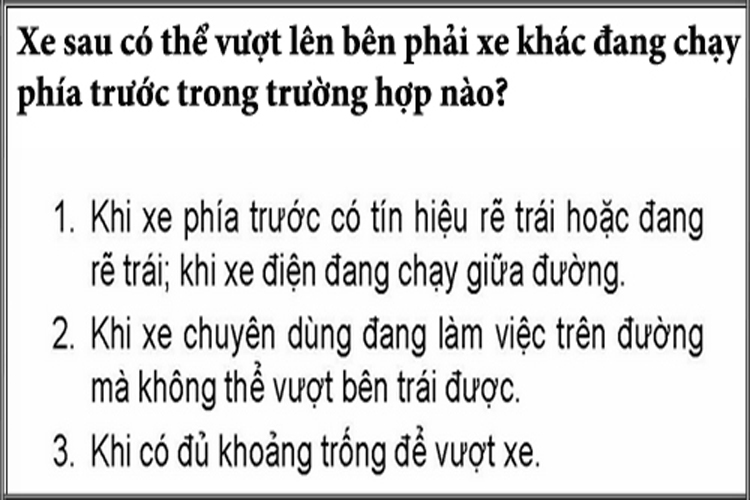 Xe sau có thể vượt lên bên phải xe khác đang chạy
phía trước trong trường hợp nào?
1. Khi xe phía trước có tín hiệu rẽ trái hoặc đang
rẽ trái; khi xe điện đang chạy giữa đường.
2. Khi xe chuyên dùng đang làm việc trên đường
mà không thể vượt bên trái được.
3. Khi có đủ khoảng trống để vượt xe.